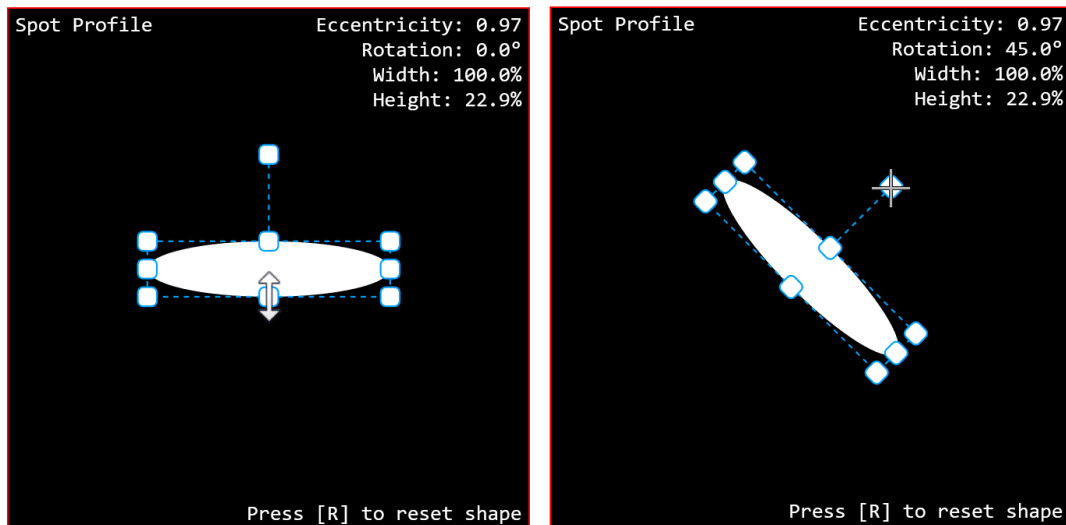 Spot Profile
Eccentricity: 0.97
Rotation: 0.0°
Width: 100.0%
Height: 22.9%
Press [R] to reset shape
Spot Profile
Eccentricity: 0.97
Rotation: 45.0°
Width: 100.0%
Height: 22.9%
Press [R] to reset shape